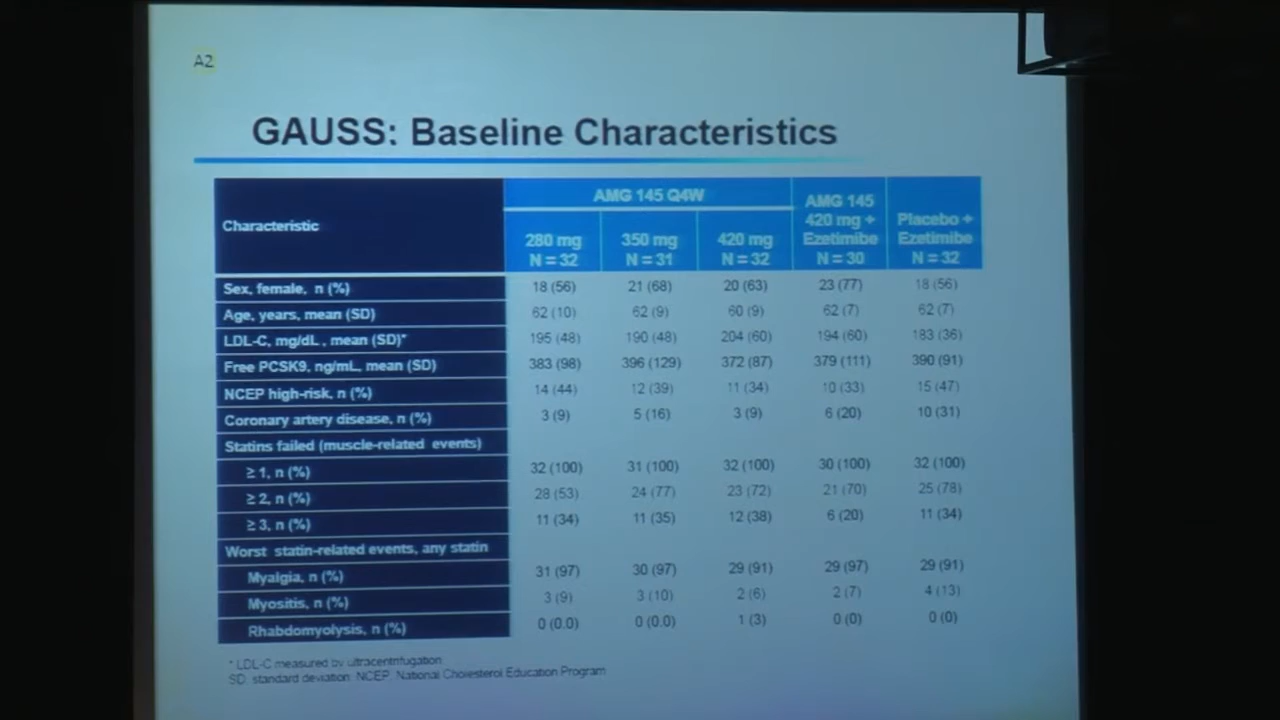 A2
GAUSS: Baseline Characteristics
Characteristic
AMG 145 Q4W
280 mg N = 32
350 mg N = 31
420 mg N = 32
AMG 145 420 mg + Ezetimibe N = 30
Placebo + Ezetimibe N = 32
Sex, female, n (%) 18 (56) 21 (68) 20 (63) 23 (77) 18 (56)
Age, years, mean (SD) 62 (10) 62 (9) 60 (9) 62 (7) 62 (7)
LDL-C, mg/dL , mean (SD)* 195 (48) 190 (48) 204 (60) 194 (60) 183 (36)
Free PCSK9, ng/mL, mean (SD) 383 (98) 396 (129) 372 (87) 379 (111) 390 (91)
NCEP high-risk, n (%) 14 (44) 12 (39) 11 (34) 10 (33) 15 (47)
Coronary artery disease, n (%) 3 (9) 5 (16) 3 (9) 6 (20) 10 (31)
Statins failed (muscle-related events)
≥ 1, n (%) 32 (100) 31 (100) 32 (100) 30 (100) 32 (100)
≥ 2, n (%) 28 (53) 24 (77) 23 (72) 21 (70) 25 (78)
≥ 3, n (%) 11 (34) 11 (35) 12 (38) 6 (20) 11 (34)
Worst statin-related events, any statin
Myalgia, n (%) 31 (97) 30 (97) 29 (91) 29 (97) 29 (91)
Myositis, n (%) 3 (9) 3 (10) 2 (6) 2 (7) 4 (13)
Rhabdomyolysis, n (%) 0 (0.0) 0 (0.0) 1 (3) 0 (0) 0 (0)
* LDL-C measured by ultracentrifugation
SD: standard deviation NCEP: National Cholesterol Education Program